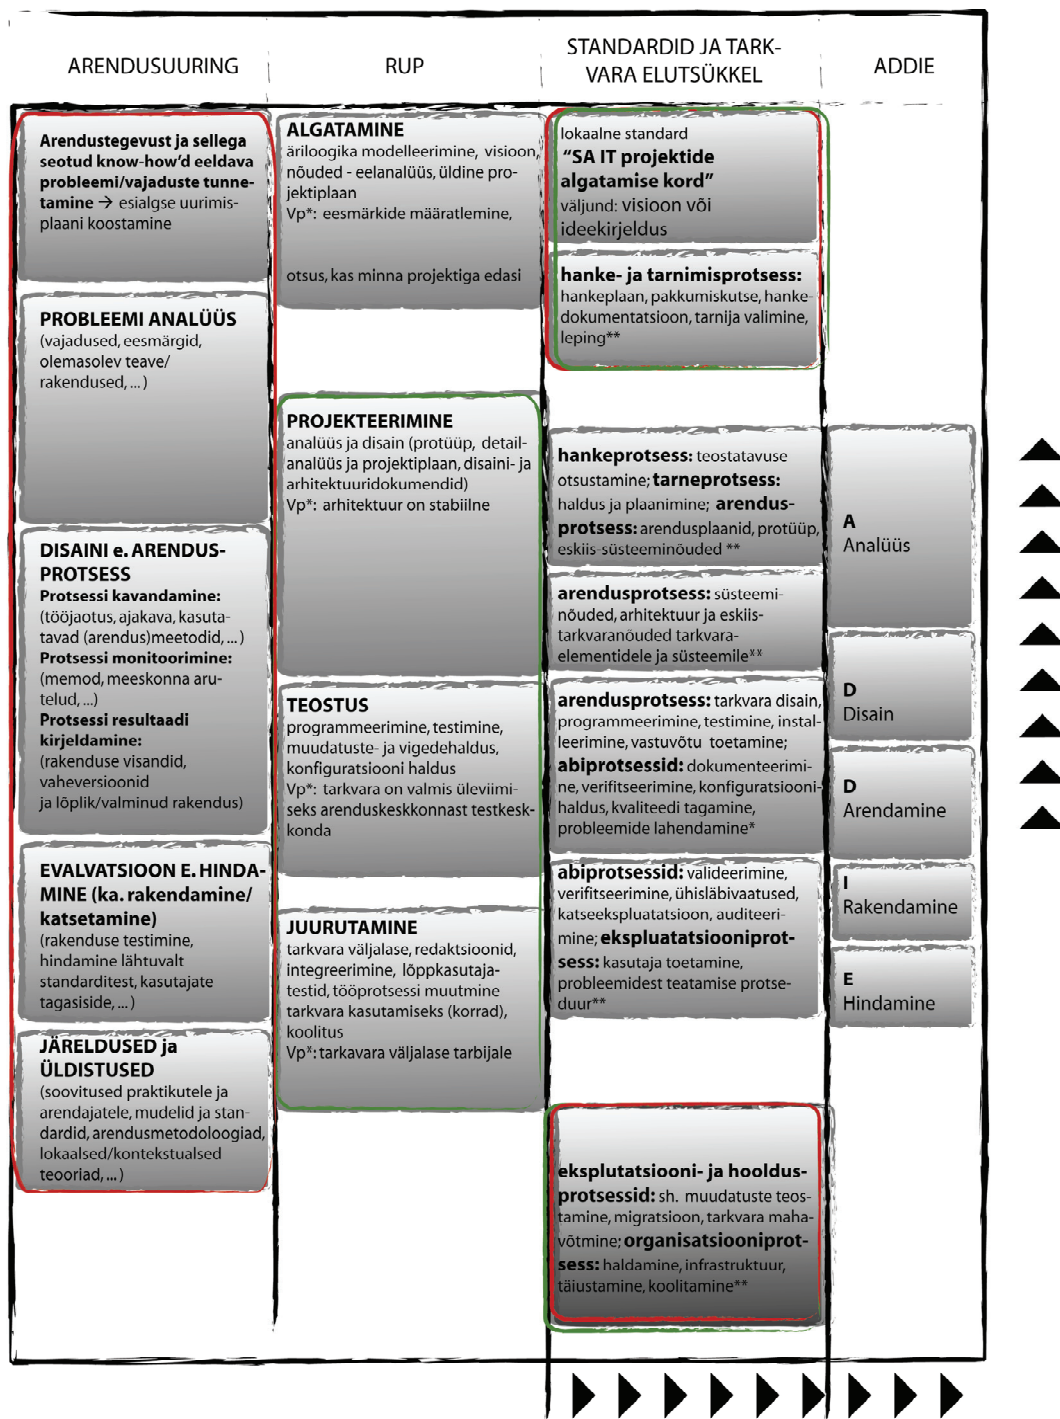 ARENDUSUURING
RUP
STANDARDID JA TARK-
VARA ELUTSÜKKEL
ADDIE
Arendustegevust ja sellega
seotud know-how'd eeldava
probleemi/vajaduste tunne-
tamine → esialgse uurimis-
plaani koostamine
PROBLEEMI ANALÜÜS
(vajadused, eesmärgid,
olemasolev teave/
rakendused, ... )
DISAINI e. ARENDUS-
PROTSESS
Protsessi kavandamine:
(tööjaotus, ajakava, kasuta-
tavad (arendus)meetodid, ... )
Protsessi monitoorimine:
(memod, meeskonna aru-
telud, ...)
Protsessi resultaadi
kirjeldamine:
(rakenduse visandid,
vaheversioonid
ja lõplik/valminud rakendus)
EVALVATSIOON E. HINDA-
MINE (ka. rakendamine/
katsetamine)
(rakenduse testimine,
hindamine lähtuvalt
standarditest, kasutajate
tagasiside, ... )
JÄRELDUSED ja
ÜLDISTUSED
(soovitused praktikutele ja
arendajatele, mudelid ja stan-
dardid, arendusmetodoloogiad,
lokaalsed/kontekstualsed
teooriad, ... )
ALGATAMINE
äriloogika modelleerimine, visioon,
nõuded - eelanalüüs, üldine pro-
jektiplaan
Vp*: eesmärkide määratlemine,
otsus, kas minna projektiga edasi
PROJEKTEERIMINE
analüüs ja disain (protüüp, detail-
analüüs ja projektiplaan, disaini- ja
arhitektuuridokumendid)
Vp*: arhitektuur on stabiilne
TEOSTUS
programmeerimine, testimine,
muudatuste- ja vigedehaldus,
konfiguratsiooni haldus
Vp*: tarkvara on valmis üleviimi-
seks arenduskeskkonnast testkesk-
konda
JUURUTAMINE
tarkvara väljalase, redaktsioonid,
integreerimine, lõppkasutaja-
testid, tööprotsessi muutmine
tarkvara kasutamiseks (korrad),
koolitus
Vp*: tarkavara väljalase tarbijale
lokaalne standard
"SA IT projektide
algatamise kord"
väljund: visioon või
ideekirjeldus
hanke- ja tarnimisprotsess:
hankeplaan, pakkumiskutse, hanke-
dokumentatsioon, tarnija valimine,
leping**
hankeprotsess: teostatavuse
otsustamine; tarneprotsess:
haldus ja plaanimine; arendus-
protsess: arendusplaanid, protüüp,
eskiis-süsteeminõuded **
arendusprotsess: süsteemi-
nõuded, arhitektuur ja eskiis-
tarkvaranõuded tarkvara-
elementidele ja süsteemile**
arendusprotsess: tarkvara disain,
programmeerimine, testimine, instal-
leerimine, vastuvõtu toetamine;
abiprotsessid: dokumenteerimi-
ne, verifitseerimine, konfiguratsiooni-
haldus, kvaliteedi tagamine,
probleemide lahendamine*
abiprotsessid: valideerimine,
verifitseerimine, ühisläbivaatused,
katseekspluatatsioon, auditeeri-
mine; ekspluatatsiooniprot-
sess: kasutaja toetamine,
probleemidest teatamise protse-
duur**
eksplutatsiooni- ja hooldus-
protsessid: sh. muudatuste teos-
tamine, migratsioon, tarkvara maha-
võtmine; organisatsiooniprot-
sess: haldamine, infrastruktuur,
täiustamine, koolitamine**
A
Analüüs
D
Disain
D
Arendamine
I
Rakendamine
E
Hindamine